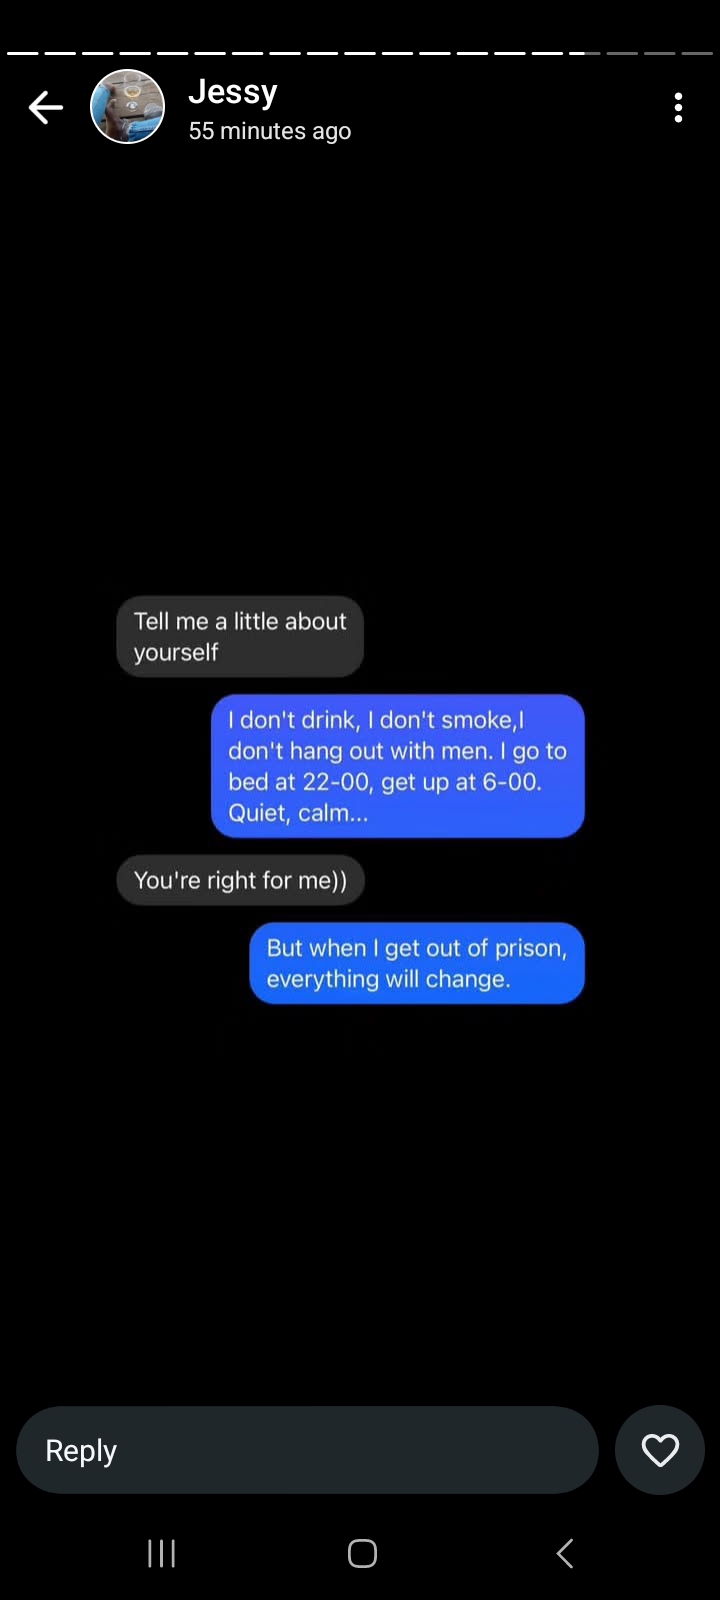 Jessy
55 minutes ago
Tell me a little about
yourself
I don't drink, I don't smoke,I
don't hang out with men. I go to
bed at 22-00, get up at 6-00.
Quiet, calm...
You're right for me))
But when I get out of prison,
everything will change.
Reply